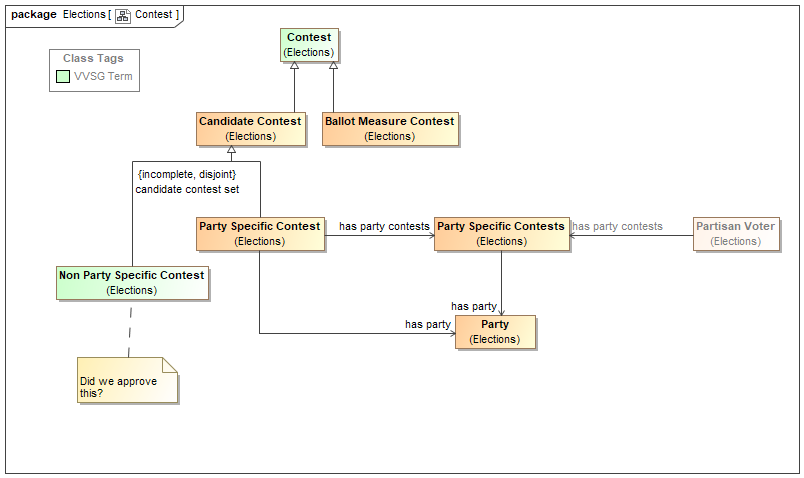 package Elections [ Contest ]
Class Tags
VVSG Term
Contest
(Elections)
Candidate Contest
(Elections)
Ballot Measure Contest
(Elections)
{incomplete, disjoint}
candidate contest set
Party Specific Contest
(Elections)
has party contests
Party Specific Contests
(Elections)
has party contests
Partisan Voter
(Elections)
Non Party Specific Contest
(Elections)
has party
has party
Party
(Elections)
Did we approve
this?